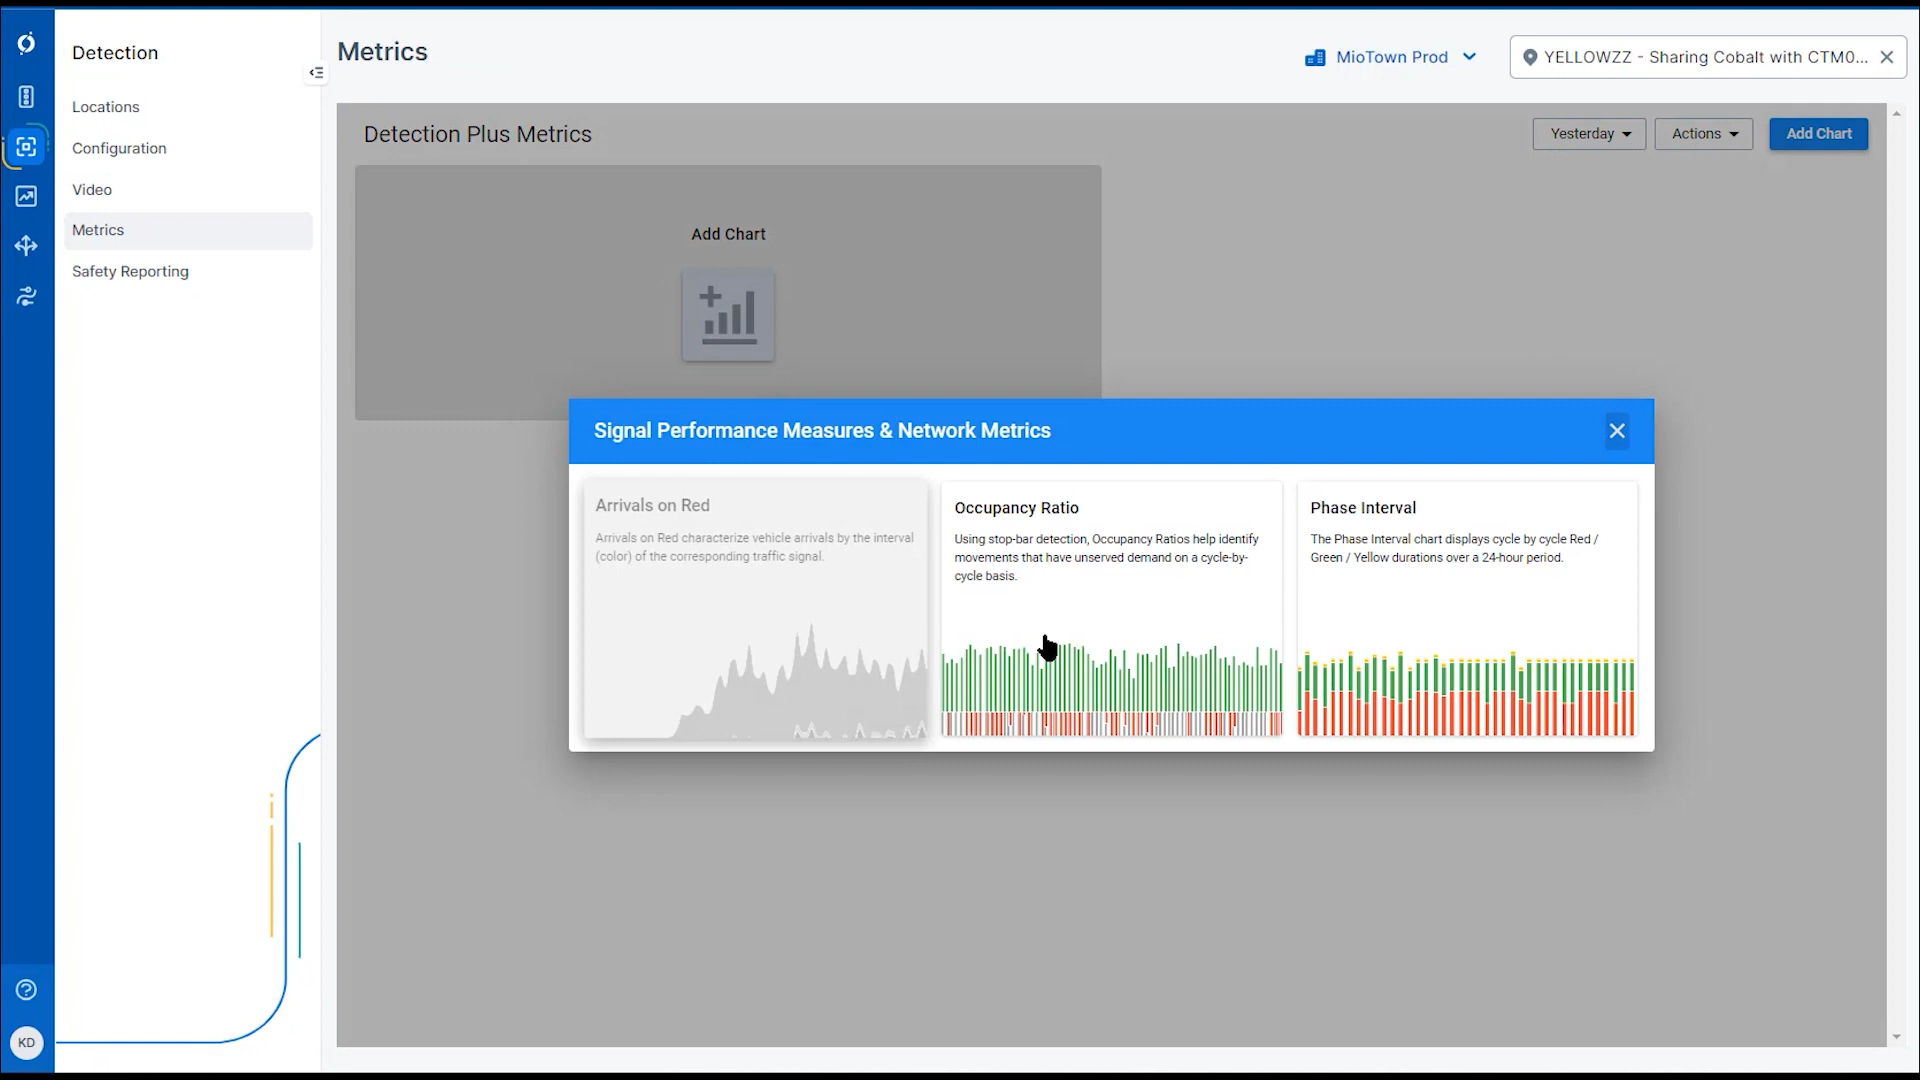 Detection
Locations
Configuration
Video
Metrics
Safety Reporting
KD
Metrics
MioTown Prod
YELLOWZZ - Sharing Cobalt with CTM0...
Detection Plus Metrics
Yesterday
Actions
Add Chart
Add Chart
Signal Performance Measures & Network Metrics
Arrivals on Red
Arrivals on Red characterize vehicle arrivals by the interval
(color) of the corresponding traffic signal.
Occupancy Ratio
Using stop-bar detection, Occupancy Ratios help identify
movements that have unserved demand on a cycle-by-
cycle basis.
Phase Interval
The Phase Interval chart displays cycle by cycle Red /
Green / Yellow durations over a 24-hour period.